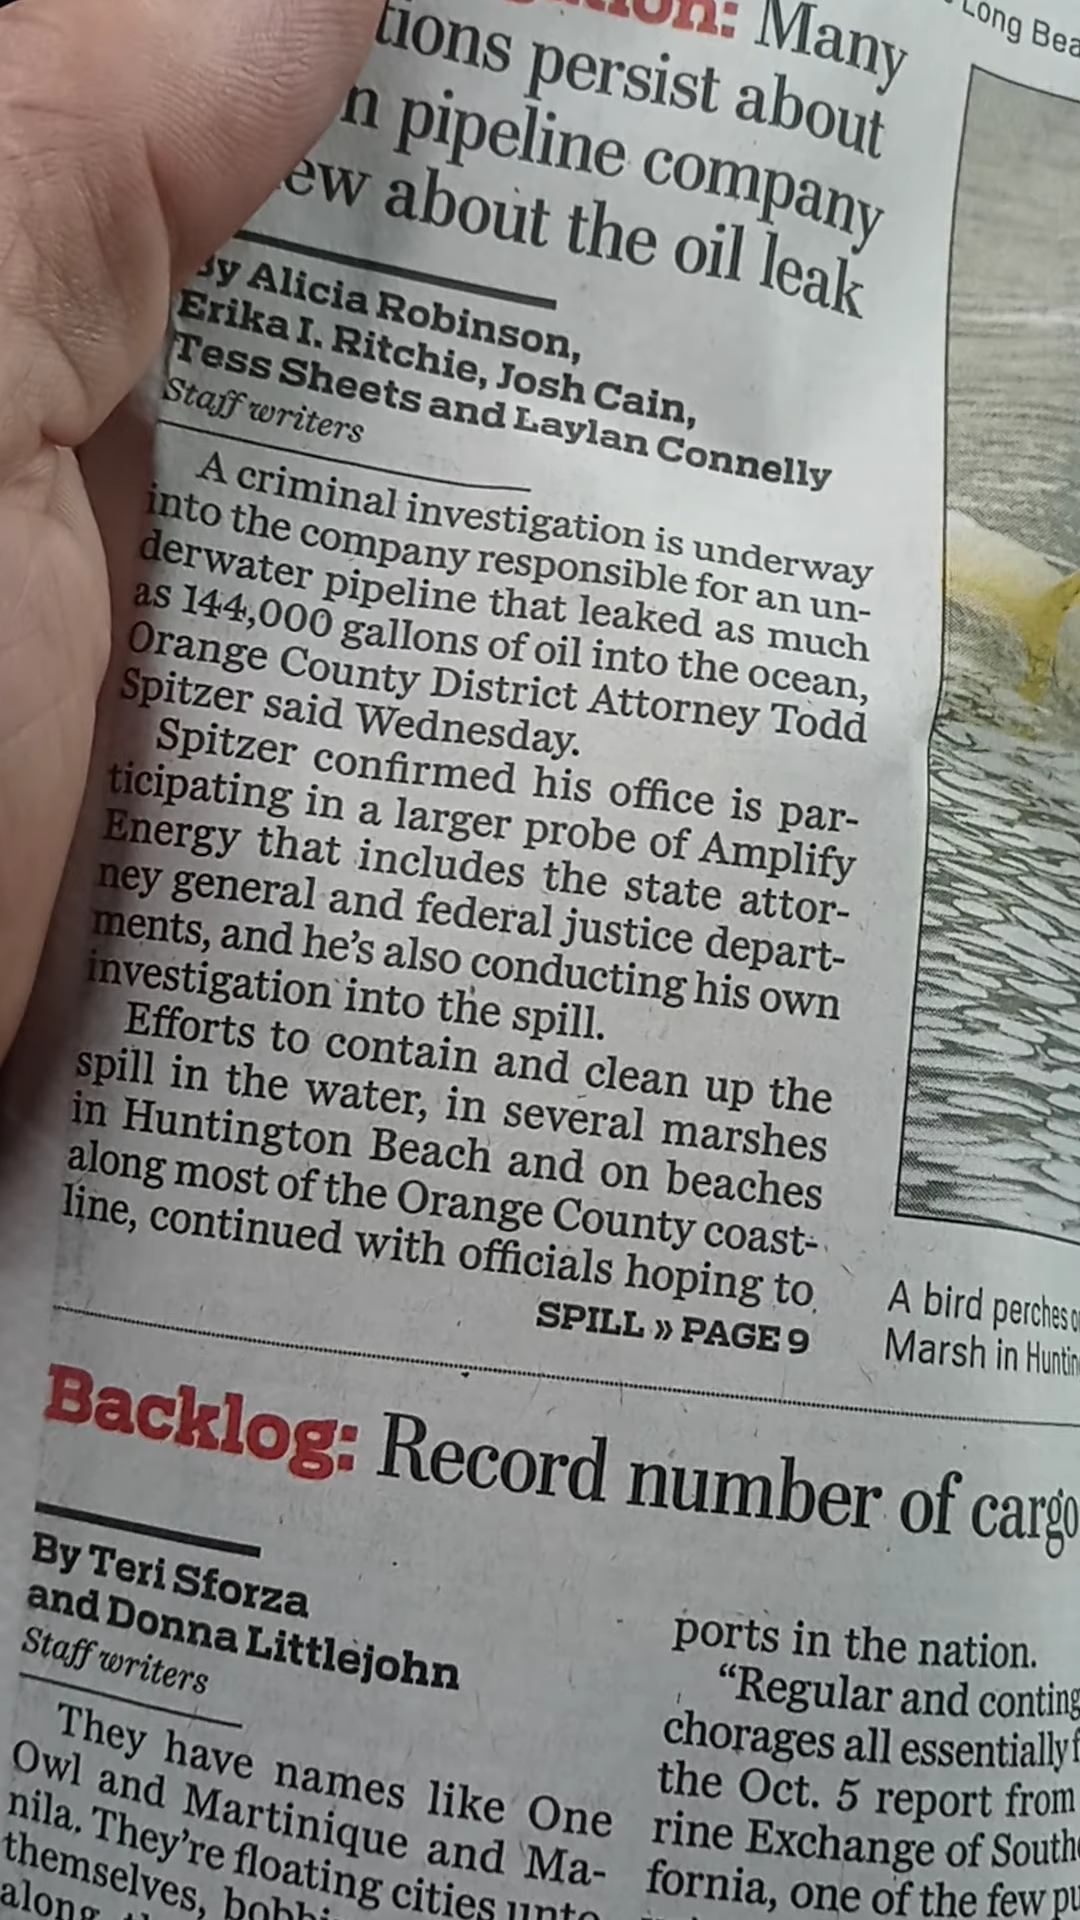 Many
persist about
pipeline company
about the oil leak
By Alicia Robinson,
Erika I. Ritchie, Josh Cain,
Tess Sheets and Laylan Connelly
Staff writers
A criminal investigation is underway
into the company responsible for an un-
derwater pipeline that leaked as much
as 144,000 gallons of oil into the ocean,
Orange County District Attorney Todd
Spitzer said Wednesday.
Spitzer confirmed his office is par-
ticipating in a larger probe of Amplify
Energy that includes the state attor-
ney general and federal justice depart-
ments, and he's also conducting his own
investigation into the spill.
Efforts to contain and clean up the
spill in the water, in several marshes
in Huntington Beach and on beaches
along most of the Orange County coast-
line, continued with officials hoping to
SPILL » PAGE 9
Long Bea
A bird perches
Marsh in Huntin
Backlog: Record number of cargo
By Teri Sforza
and Donna Littlejohn
Staff writers
They have names like One
Owl and Martinique and Ma-
nila. They're floating cities unto
themselves,
along
ports in the nation.
"Regular and conting
chorages all essentially
the Oct. 5 report from
rine Exchange of South
fornia, one of the few pu